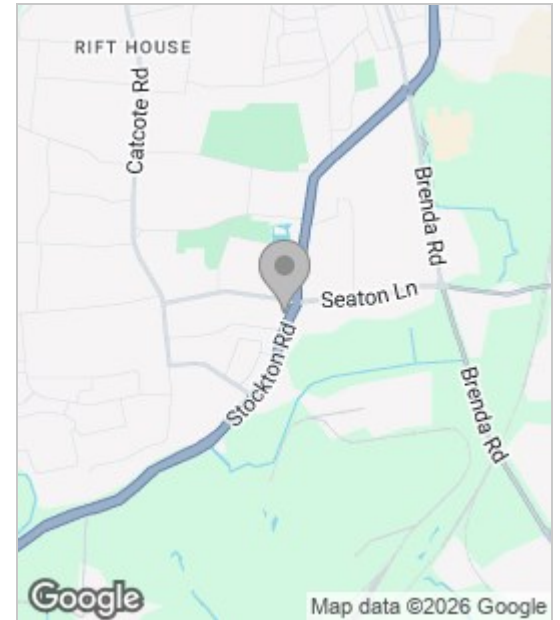 RIFT HOUSE
Catcote Rd
Brenda Rd
Seaton Ln
Stockton Rd
Brenda Rd
Google
Map data ©2026 Google